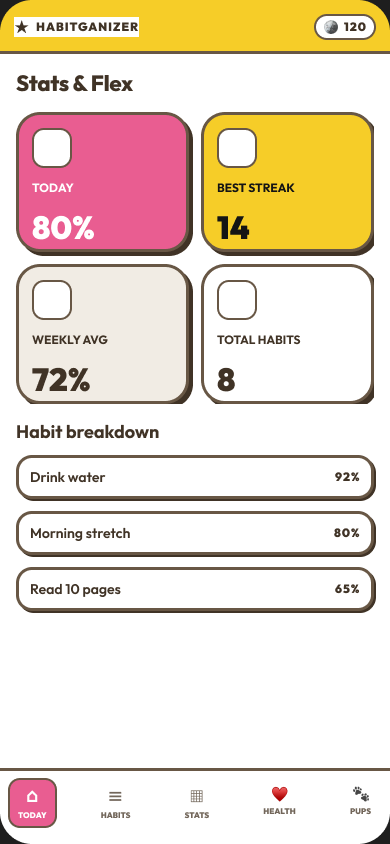 ★ HABITGANIZER
120
Stats & Flex
TODAY
80%
BEST STREAK
14
WEEKLY AVG
72%
TOTAL HABITS
8
Habit breakdown
Drink water 92%
Morning stretch 80%
Read 10 pages 65%
TODAY HABITS STATS HEALTH PUPS